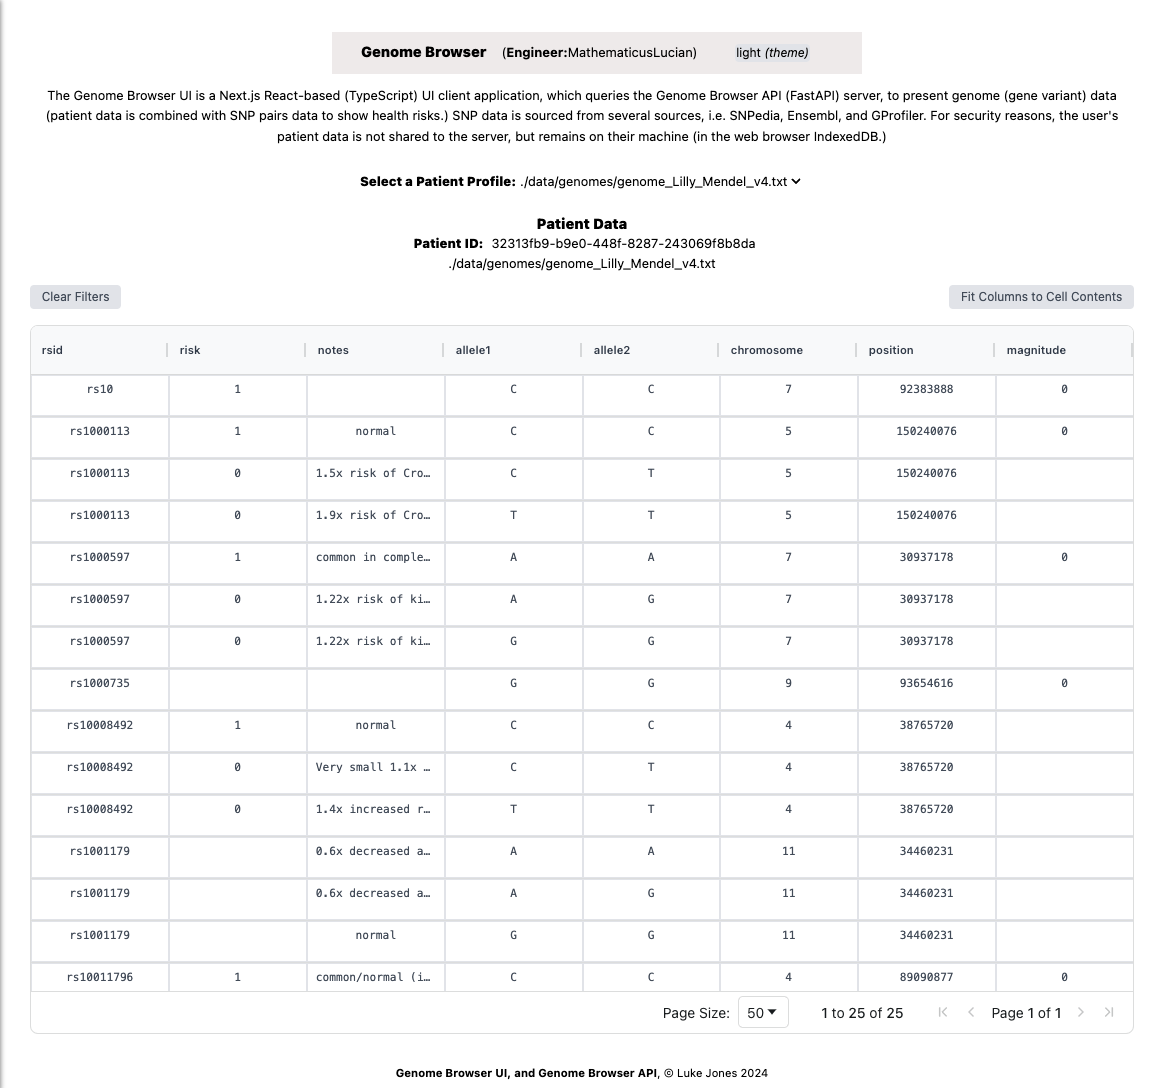 Genome Browser (Engineer:MathematicusLucian) light (theme)
The Genome Browser UI is a Next.js React-based (TypeScript) UI client application, which queries the Genome Browser API (FastAPI) server, to present genome (gene variant) data
(patient data is combined with SNP pairs data to show health risks.) SNP data is sourced from several sources, i.e. SNPedia, Ensembl, and GProfiler. For security reasons, the user's
patient data is not shared to the server, but remains on their machine (in the web browser IndexedDB.)
Select a Patient Profile: ./data/genomes/genome_Lilly_Mendel_v4.txt
Patient Data
Patient ID: 32313fb9-b9e0-448f-8287-243069f8b8da
./data/genomes/genome_Lilly_Mendel_v4.txt
Clear Filters Fit Columns to Cell Contents
rsid risk notes allele1 allele2 chromosome position magnitude
rs10 1 C C 7 92383888 0
rs1000113 1 normal C C 5 150240076 0
rs1000113 0 1.5x risk of Cro… C T 5 150240076
rs1000113 0 1.9x risk of Cro… T T 5 150240076
rs1000597 1 common in comple… A A 7 30937178 0
rs1000597 0 1.22x risk of ki… A G 7 30937178
rs1000597 0 1.22x risk of ki… G G 7 30937178
rs1000735 G G 9 93654616 0
rs10008492 1 normal C C 4 38765720
rs10008492 0 Very small 1.1x … C T 4 38765720
rs10008492 0 1.4x increased r… T T 4 38765720
rs1001179 0.6x decreased a… A A 11 34460231
rs1001179 0.6x decreased a… A G 11 34460231
rs1001179 normal G G 11 34460231
rs10011796 1 common/normal (i… C C 4 89090877 0
Page Size: 50 1 to 25 of 25 Page 1 of 1
Genome Browser UI, and Genome Browser API, © Luke Jones 2024